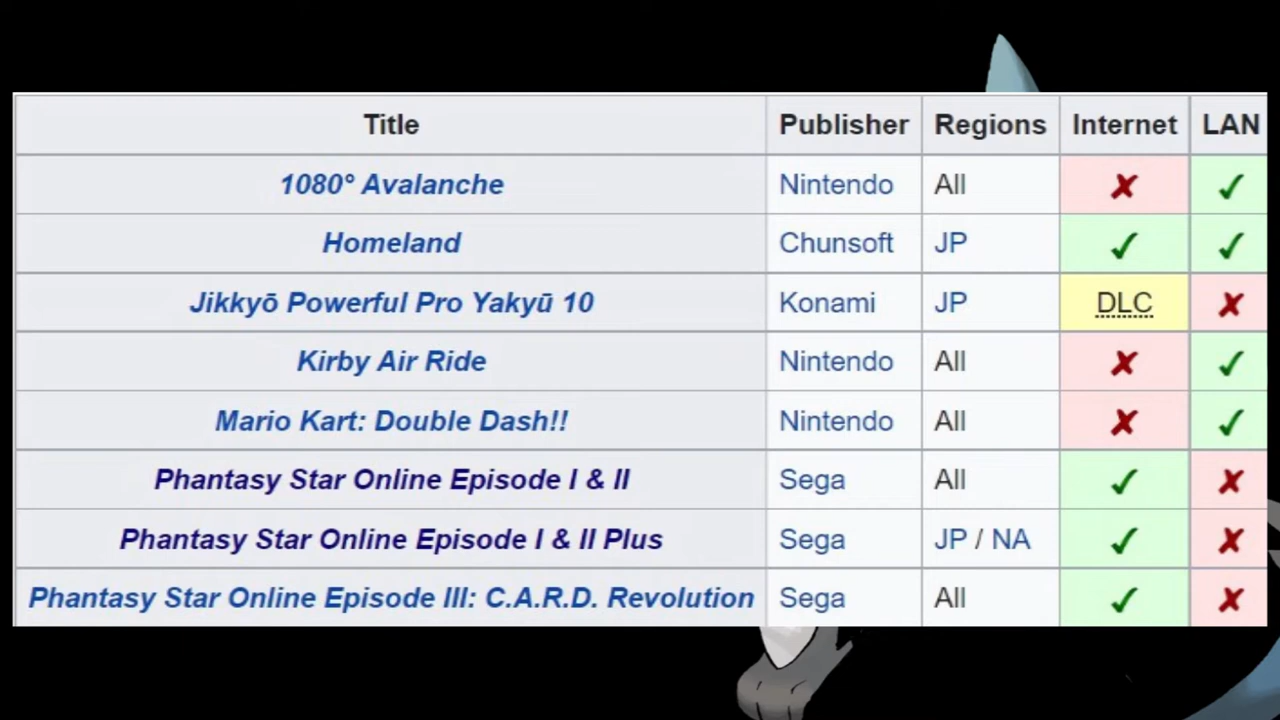 Title Publisher Regions Internet LAN
1080° Avalanche Nintendo All ✘ ✓
Homeland Chunsoft JP ✓ ✓
Jikkyō Powerful Pro Yakyū 10 Konami JP DLC ✘
Kirby Air Ride Nintendo All ✘ ✓
Mario Kart: Double Dash!! Nintendo All ✘ ✓
Phantasy Star Online Episode I & II Sega All ✓ ✘
Phantasy Star Online Episode I & II Plus Sega JP / NA ✓ ✘
Phantasy Star Online Episode III: C.A.R.D. Revolution Sega All ✓ ✘